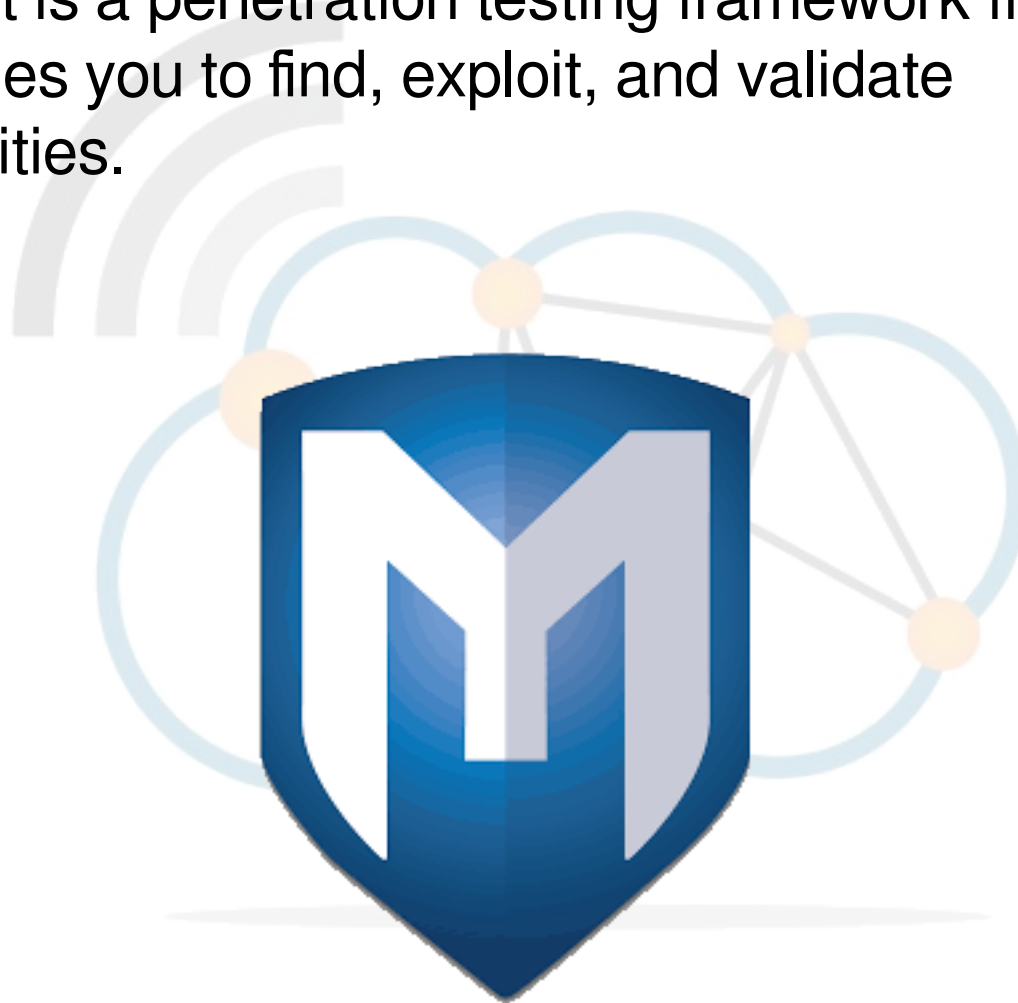 t is a penetration testing framework
es you to find, exploit, and validate
ities.
M